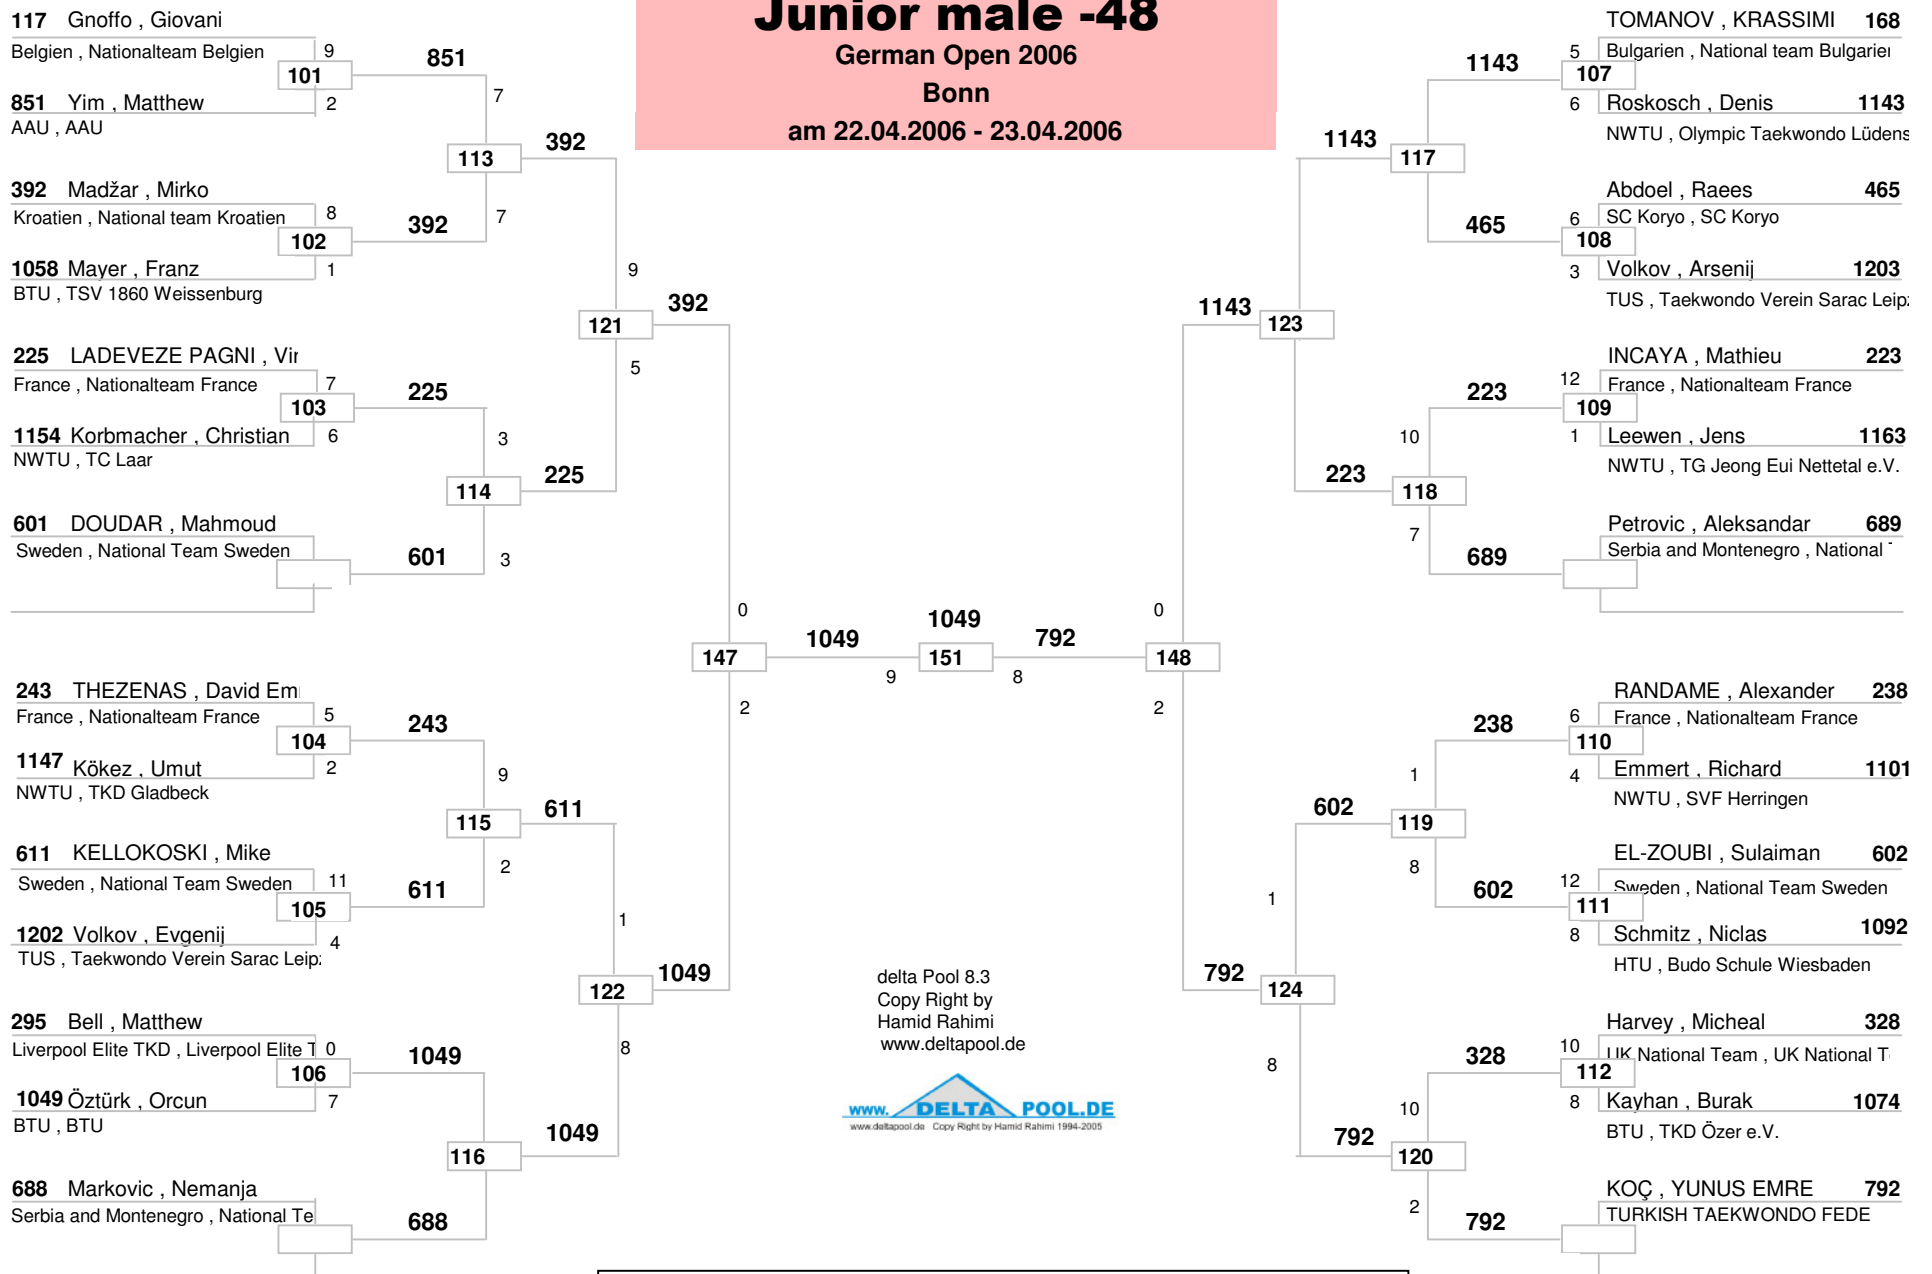 Junior male -48
German Open 2006
Bonn
am 22.04.2006 - 23.04.2006
117 Gnoffo , Giovani
Belgien , Nationalteam Belgien
9
101
851
851 Yim , Matthew
2
AAU , AAU
7
113
392
392 Madžar , Mirko
Kroatien , National team Kroatien
8
102
392
7
1058 Mayer , Franz
1
BTU , TSV 1860 Weissenburg
9
121
392
5
225 LADEVEZE PAGNI , Vir
France , Nationalteam France
7
103
225
1154 Korbmacher , Christian
6
NWTU , TC Laar
3
114
225
601 DOUDAR , Mahmoud
Sweden , National Team Sweden
601
3
0
147
1049
9
2
243 THEZENAS , David Em
France , Nationalteam France
5
104
243
1147 Kökez , Umut
2
NWTU , TKD Gladbeck
9
115
611
2
611 KELLOKOSKI , Mike
Sweden , National Team Sweden
11
105
611
1202 Volkov , Evgenij
4
TUS , Taekwondo Verein Sarac Leip
1
122
1049
8
295 Bell , Matthew
Liverpool Elite TKD , Liverpool Elite T
0
106
1049
1049 Öztürk , Orcun
7
BTU , BTU
116
1049
688 Markovic , Nemanja
Serbia and Montenegro , National Te
688
1049
151
792
8
148
0
2
TOMANOV , KRASSIMI 168
5
Bulgarien , National team Bulgarier
1143
107
6
Roskosch , Denis 1143
NWTU , Olympic Taekwondo Lüdens
1143
117
Abdoel , Raees 465
6
SC Koryo , SC Koryo
465
108
3
Volkov , Arsenij 1203
TUS , Taekwondo Verein Sarac Leipz
1143
123
INCAYA , Mathieu 223
12
France , Nationalteam France
223
109
1
Leewen , Jens 1163
NWTU , TG Jeong Eui Nettetal e.V.
10
223
118
7
Petrovic , Aleksandar 689
Serbia and Montenegro , National
689
RANDAME , Alexander 238
6
France , Nationalteam France
238
110
4
Emmert , Richard 1101
NWTU , SVF Herringen
1
602
119
8
EL-ZOUBI , Sulaiman 602
12
Sweden , National Team Sweden
602
111
8
Schmitz , Niclas 1092
HTU , Budo Schule Wiesbaden
1
792
124
8
Harvey , Micheal 328
10
UK National Team , UK National T
328
112
8
Kayhan , Burak 1074
BTU , TKD Özer e.V.
10
792
120
2
KOÇ , YUNUS EMRE 792
TURKISH TAEKWONDO FEDE
792
delta Pool 8.3
Copy Right by
Hamid Rahimi
www.deltapool.de
www. DELTA POOL.DE
www.deltapool.de Copy Right by Hamid Rahimi 1994-2005